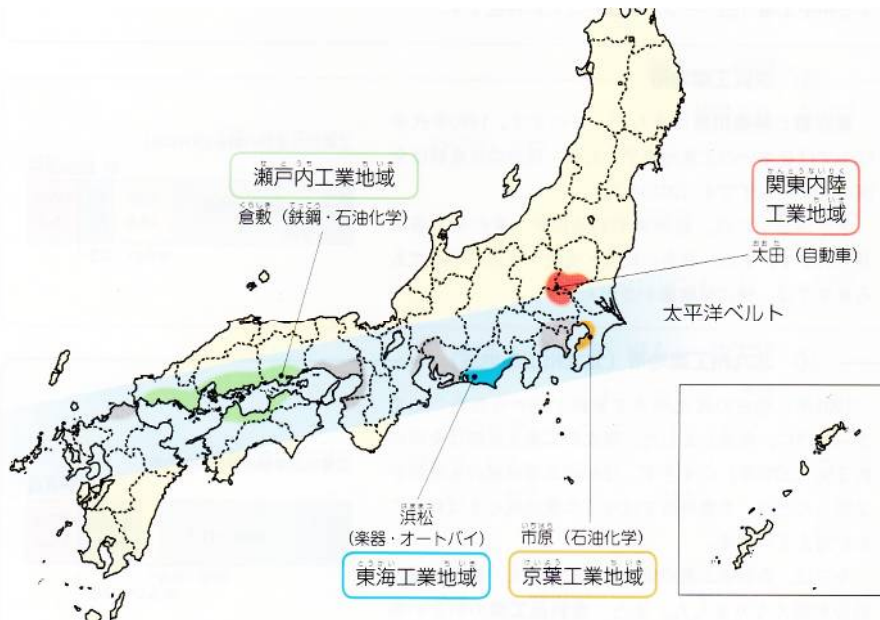 瀬戸内工業地域
倉敷（鉄鋼・石油化学）
関東内陸
工業地域
太田（自動車）
太平洋ベルト
浜松
（楽器・オートバイ）
東海工業地域
市原（石油化学）
京葉工業地域